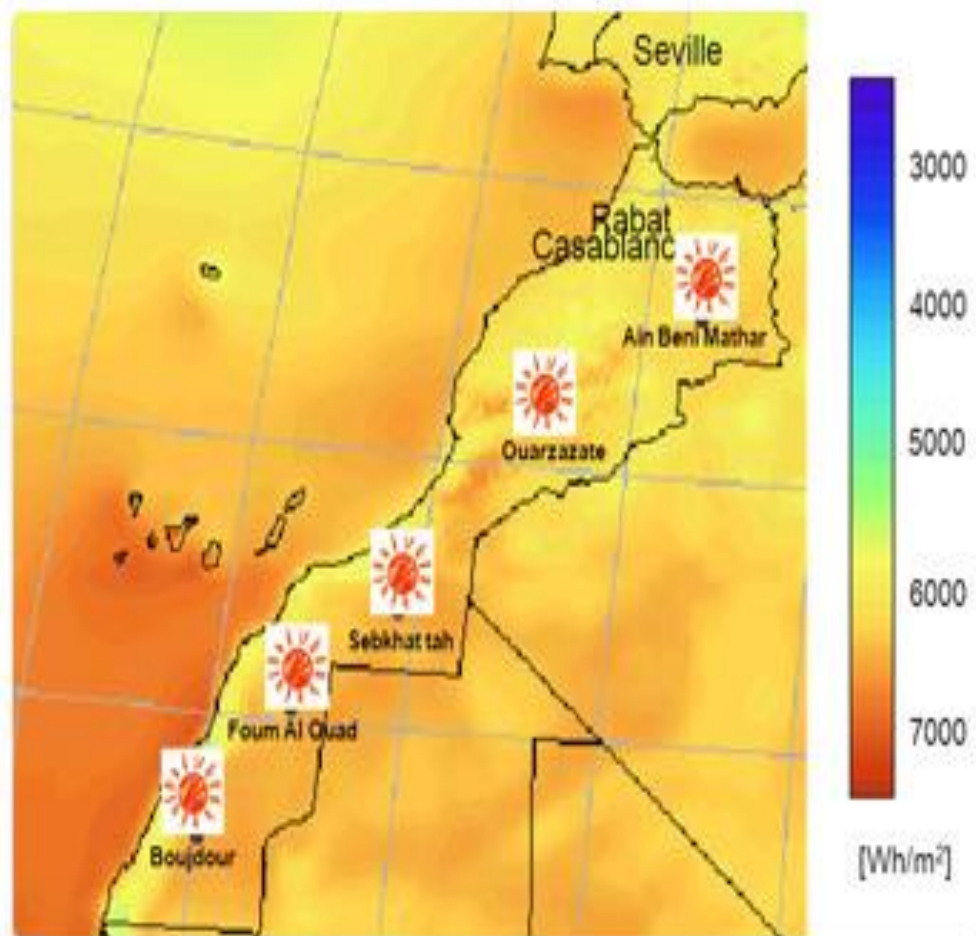 Seville
Rabat
Casablanc
Ain Beni Mathar
Ouarzazate
Sebkhat tah
Foum Al Quad
Boujdour
3000
4000
5000
6000
7000
[Wh/m²]